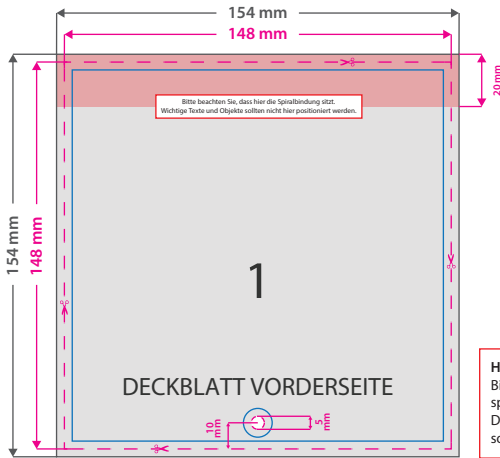 154 mm
148 mm
20 mm
Bitte beachten Sie, dass hier die Spiralbindung sitzt.
Wichtige Texte und Objekte sollten nicht hier positioniert werden.
154 mm
148 mm
1
DECKBLATT VORDERSEITE
10 mm
5 mm